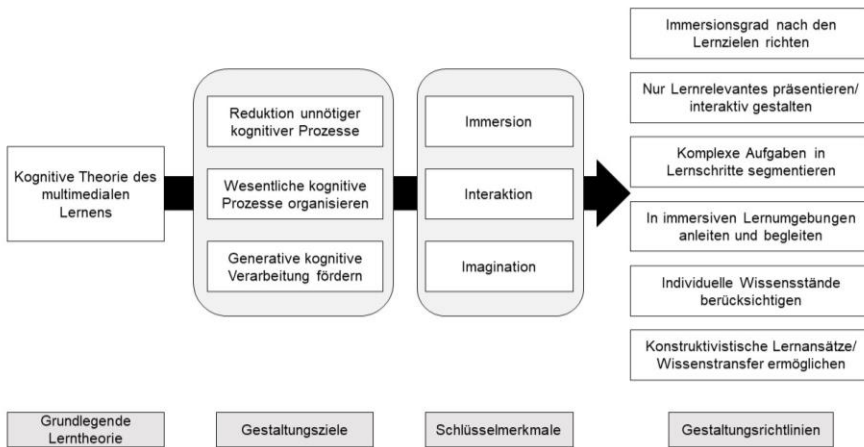 Kognitive Theorie des
multimedialen
Lernens
Reduktion unnötiger
kognitiver Prozesse
Wesentliche kognitive
Prozesse organisieren
Generative kognitive
Verarbeitung fördern
Immersion
Interaktion
Imagination
Immersionsgrad nach den
Lernzielen richten
Nur Lernrelevantes präsentieren/
interaktiv gestalten
Komplexe Aufgaben in
Lernschritte segmentieren
In immersiven Lernumgebungen
anleiten und begleiten
Individuelle Wissensstände
berücksichtigen
Konstruktivistische Lernansätze/
Wissenstransfer ermöglichen
Grundlegende
Lerntheorie
Gestaltungsziele
Schlüsselmerkmale
Gestaltungsrichtlinien